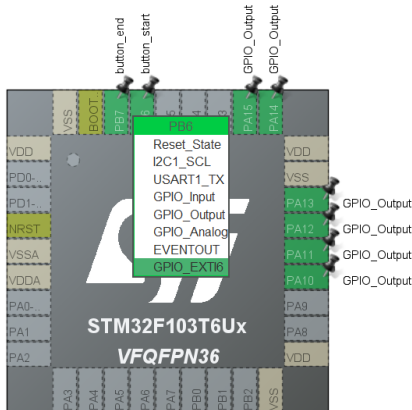 button_end
button_start
GPIO_Output
GPIO_Output
VSS
BOOT
PB7
PA15
PA14
PB6
Reset_State
I2C1_SCL
USART1_TX
GPIO_Input
GPIO_Output
GPIO_Analog
EVENTOUT
GPIO_EXTI6
VDD
PD0-..
PD1-..
NRST
VSSA
VDDA
PA0-..
PA1
PA2
VDD
VSS
PA13
GPIO_Output
PA12
GPIO_Output
PA11
GPIO_Output
PA10
GPIO_Output
PA9
PA8
VDD
STM32F103T6Ux
VFQFPN36
PA3
PA4
PA5
PA6
PA7
PB0
PB1
PB2
VSS